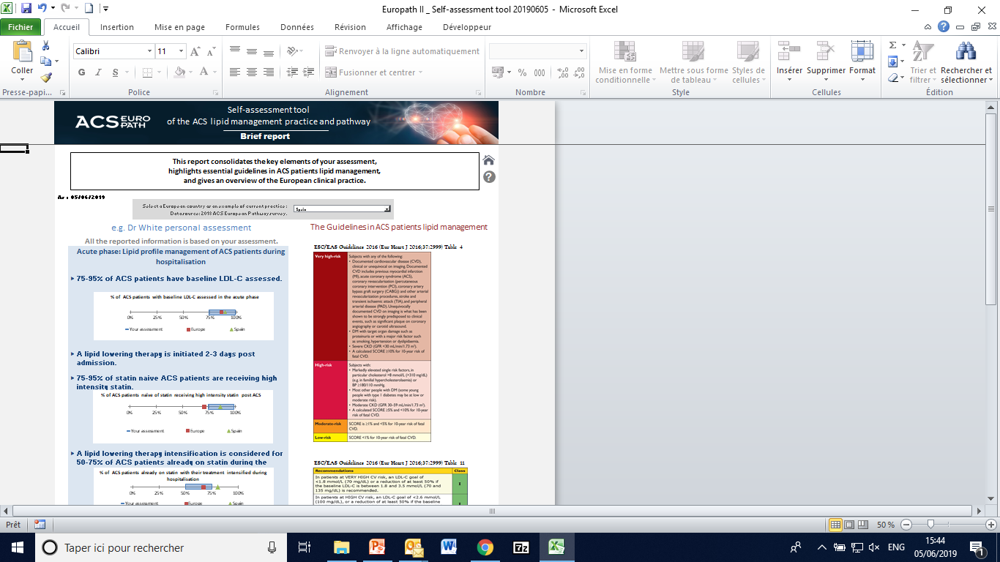 Europath II _ Self-assessment tool 20190605 - Microsoft Excel
Fichier Accueil Insertion Mise en page Formules Données Révision Affichage Développeur
Calibri 11
Renvoyer à la ligne automatiquement
Coller
G I S
Fusionner et centrer
% 000
Mise en forme conditionnelle
Mettre sous forme de tableau
Styles de cellules
Insérer Supprimer Format
Trier et filtrer
Rechercher et sélectionner
Presse-papi... Police Alignement Nombre Style Cellules Édition
ACS EURO PATH
Self-assessment tool
of the ACS lipid management practice and pathway
Brief report
This report consolidates the key elements of your assessment,
highlights essential guidelines in ACS patients lipid management,
and gives an overview of the European clinical practice.
05/06/2019
Select a European country as an example of current practice:
Spain
Data source: 2018 ACS European Pathway survey.
e.g. Dr White personal assessment
All the reported information is based on your assessment.
Acute phase: Lipid profile management of ACS patients during
hospitalisation
75-95% of ACS patients have baseline LDL-C assessed.
% of ACS patients with baseline LDL-C assessed in the acute phase
0% 25% 50% 75% 100%
Your assessment Europe Spain
A lipid lowering therapy is initiated 2-3 days post
admission.
75-95% of statin naive ACS patients are receiving high
intensity statin.
% of ACS patients naive of statin receiving high intensity statin post ACS
0% 25% 50% 75% 100%
Your assessment Europe Spain
A lipid lowering therapy intensification is considered for
50-75% of ACS patients already on statin during the
% of ACS patients already on statin with their treatment intensified during
hospitalisation
0% 25% 50% 75% 100%
Your assessment Europe Spain
The Guidelines in ACS patients lipid management
ESC/EAS Guidelines 2016 (Eur Heart J 2016;37:2999) Table 4
Very high-risk
Subjects with any of the following:
• Documented cardiovascular disease (CVD),
clinical or unequivocal on imaging. Documented
CVD includes previous myocardial infarction
(MI), acute coronary syndrome (ACS),
coronary revascularisation (percutaneous
coronary intervention (PCI), coronary artery
bypass graft surgery (CABG)) and other arterial
revascularization procedures, stroke and
transient ischaemic attack (TIA), and peripheral
arterial disease (PAD). Unequivocally
documented CVD on imaging is what has been
shown to be strongly predisposed to clinical
events, such as significant plaque on coronary
angiography or carotid ultrasound.
• DM with target organ damage such as
proteinuria or with a major risk factor such
as smoking, hypertension or dyslipidaemia.
• Severe CKD (GFR <30 mL/min/1.73 m²).
• A calculated SCORE ≥10% for 10-year risk of
fatal CVD.
High-risk
Subjects with:
• Markedly elevated single risk factors, in
particular cholesterol >8 mmol/L (>310 mg/dL)
(e.g. in familial hypercholesterolaemia) or
BP ≥180/110 mmHg.
• Most other people with DM (some young
people with type 1 diabetes may be at low or
moderate risk).
• Moderate CKD (GFR 30–59 mL/min/1.73 m²).
• A calculated SCORE ≥5% and <10% for 10-year
risk of fatal CVD.
Moderate-risk
SCORE is ≥1% and <5% for 10-year risk of fatal
CVD.
Low-risk
SCORE <1% for 10-year risk of fatal CVD.
ESC/EAS Guidelines 2016 (Eur Heart J 2016;37:2999) Table 11
Recommendations Class
In patients at VERY HIGH CV risk, an LDL-C goal of
<1.8 mmol/L (70 mg/dL) or a reduction of at least 50% if
the baseline LDL-C is between 1.8 and 3.5 mmol/L (70 and
135 mg/dL) is recommended.
I
In patients at HIGH CV risk, an LDL-C goal of <2.6 mmol/L
(100 mg/dL), or a reduction of at least 50% if the baseline
Prêt
50 %
Taper ici pour rechercher
ENG
15:44
05/06/2019